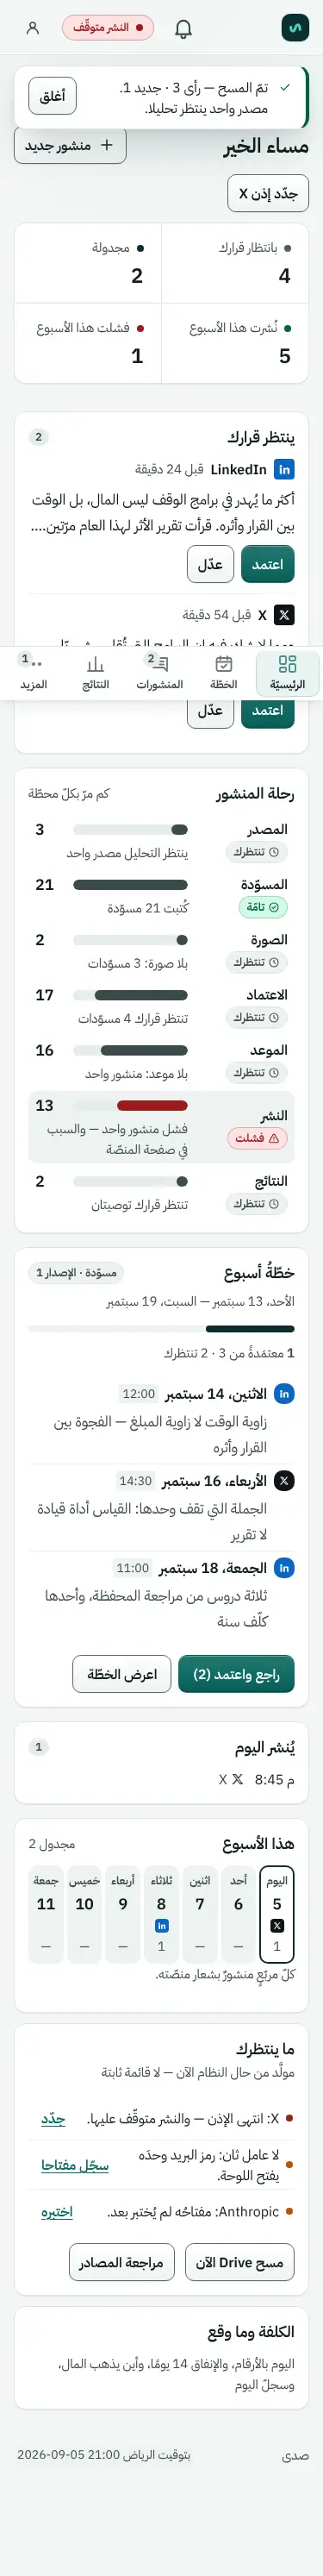 النشر متوقّف
تمّ المسح — رأى 3 · جديد 1.
مصدر واحد ينتظر تحليلا.
أغلق
مساء الخير
منشور جديد
جدّد إذن X
بانتظار قرارك
4
مجدولة
2
نُشرت هذا الأسبوع
5
فشلت هذا الأسبوع
1
ينتظر قرارك
2
LinkedIn قبل 24 دقيقة
أكثر ما يُهدر في برامج الوقف ليس المال، بل الوقت
بين القرار وأثره. قرأت تقرير الأثر لهذا العام مرّتين....
اعتمد
عدّل
X قبل 54 دقيقة
الرئيسيّة
الخطّة
المنشورات
2
النتائج
المزيد
1
اعتمد
عدّل
رحلة المنشور
كم مرّ بكلّ محطّة
المصدر
3
تنتظرك
ينتظر التحليل مصدر واحد
المسوّدة
21
تامّة
كُتبت 21 مسوّدة
الصورة
2
تنتظرك
بلا صورة: 3 مسوّدات
الاعتماد
17
تنتظرك
تنتظر قرارك 4 مسوّدات
الموعد
16
تنتظرك
بلا موعد: منشور واحد
النشر
13
فشلت
فشل منشور واحد — والسبب
في صفحة المنصّة
النتائج
2
تنتظرك
تنتظر قرارك توصيتان
خطّةُ أسبوع
مسوّدة · الإصدار 1
الأحد، 13 سبتمبر — السبت، 19 سبتمبر
1 معتمَدةٌ من 3 · 2 تنتظرك
الاثنين، 14 سبتمبر 12:00
زاوية الوقت لا زاوية المبلغ — الفجوة بين
القرار وأثره
الأربعاء، 16 سبتمبر 14:30
الجملة التي تقف وحدها: القياس أداة قيادة
لا تقرير
الجمعة، 18 سبتمبر 11:00
ثلاثة دروس من مراجعة المحفظة، وأحدها
كلّف سنة
راجع واعتمد (2)
اعرض الخطّة
يُنشر اليوم
1
8:45 م X
هذا الأسبوع
مجدول 2
اليوم
5
1
أحد
6
—
اثنين
7
—
ثلاثاء
8
1
أربعاء
9
—
خميس
10
—
جمعة
11
—
كلّ مربّعٍ منشورٌ بشعار منصّته.
ما ينتظرك
مولَّد من حال النظام الآن — لا قائمة ثابتة
X: انتهى الإذن — والنشر متوقّف عليها.
جدّد
لا عامل ثان: رمز البريد وحدَه
يفتح اللوحة.
سجّل مفتاحا
Anthropic: مفتاحُه لم يُختبر بعد.
اختبره
مسح Drive الآن
مراجعة المصادر
الكلفة وما وقع
اليوم بالأرقام، والإنفاق 14 يومًا، وأين يذهب المال،
وسجلّ اليوم
صدى
بتوقيت الرياض 21:00 2026-09-05